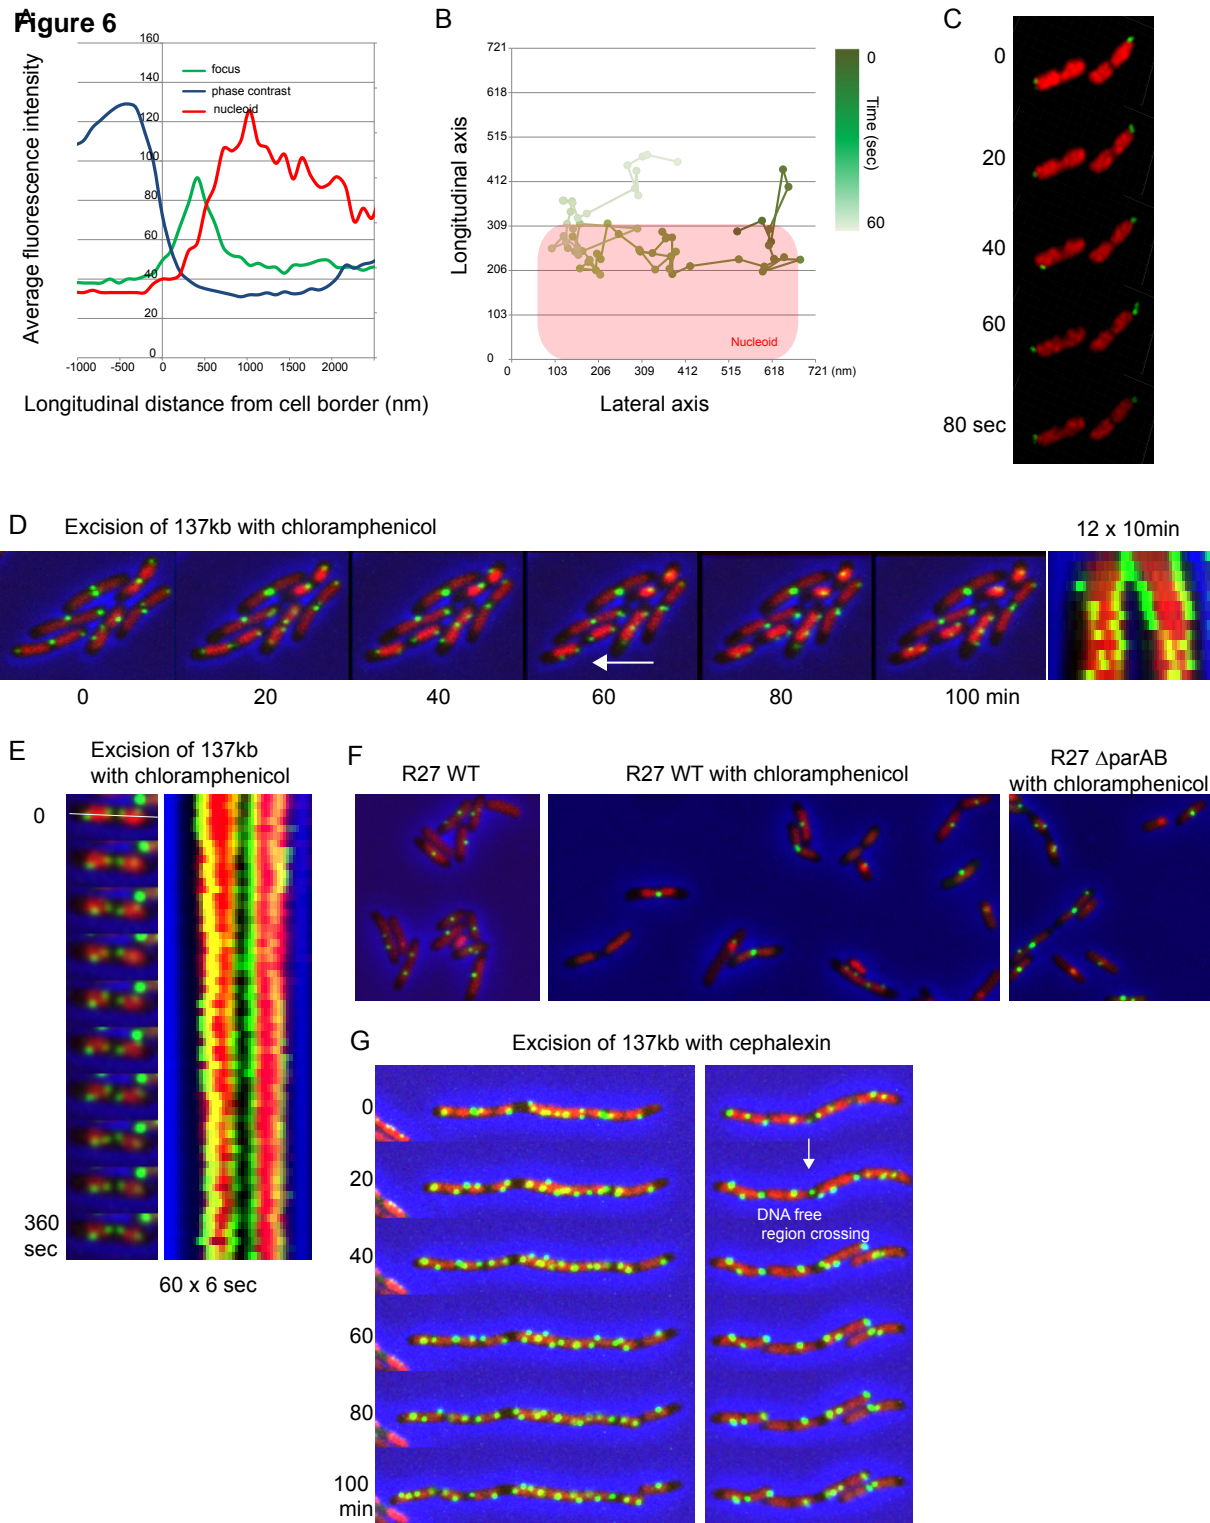 A
Figure 6
Average fluorescence intensity
160
140
120
100
80
60
40
20
0
focus
phase contrast
nucleoid
-1000 -500 0 500 1000 1500 2000
Longitudinal distance from cell border (nm)
B
Longitudinal axis
721
618
515
412
309
206
103
0
Nucleoid
0 103 206 309 412 515 618 721 (nm)
Lateral axis
0
Time (sec)
60
C
0
20
40
60
80 sec
D Excision of 137kb with chloramphenicol
12 x 10min
0 20 40 60 80 100 min
E
Excision of 137kb
with chloramphenicol
0
360
sec
60 x 6 sec
F
R27 WT
R27 WT with chloramphenicol
R27 ΔparAB
with chloramphenicol
G
Excision of 137kb with cephalexin
0
20
40
60
80
100
min
DNA free
region crossing